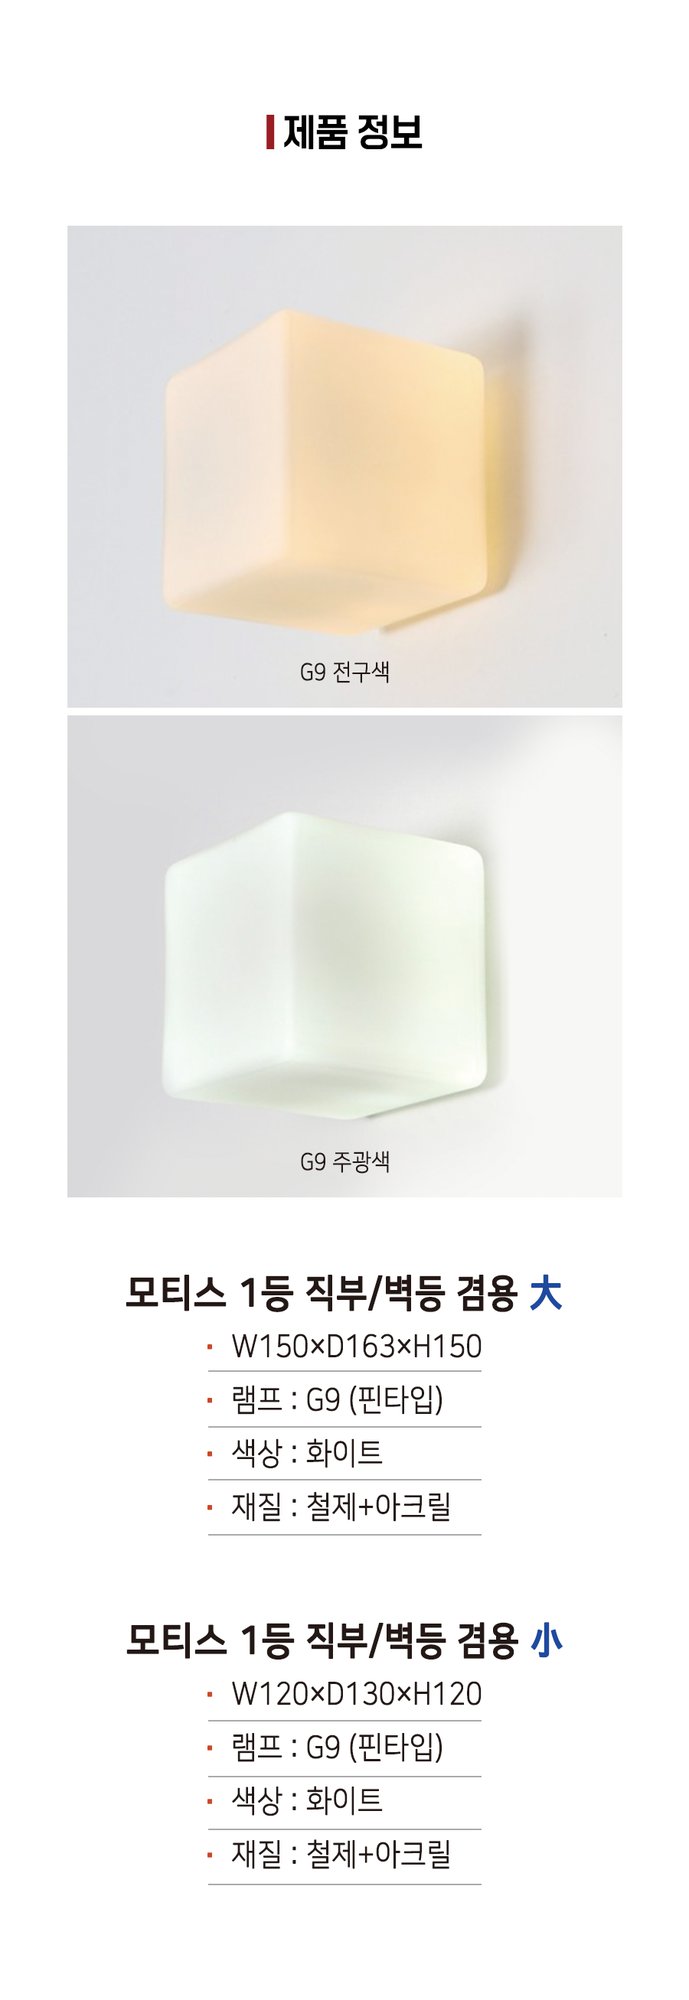 제품 정보
G9 전구색
G9 주광색
모티스 1등 직부/벽등 겸용 大
· W150×D163×H150
· 램프 : G9 (핀타입)
· 색상 : 화이트
· 재질 : 철제+아크릴
모티스 1등 직부/벽등 겸용 小
· W120×D130×H120
· 램프 : G9 (핀타입)
· 색상 : 화이트
· 재질 : 철제+아크릴